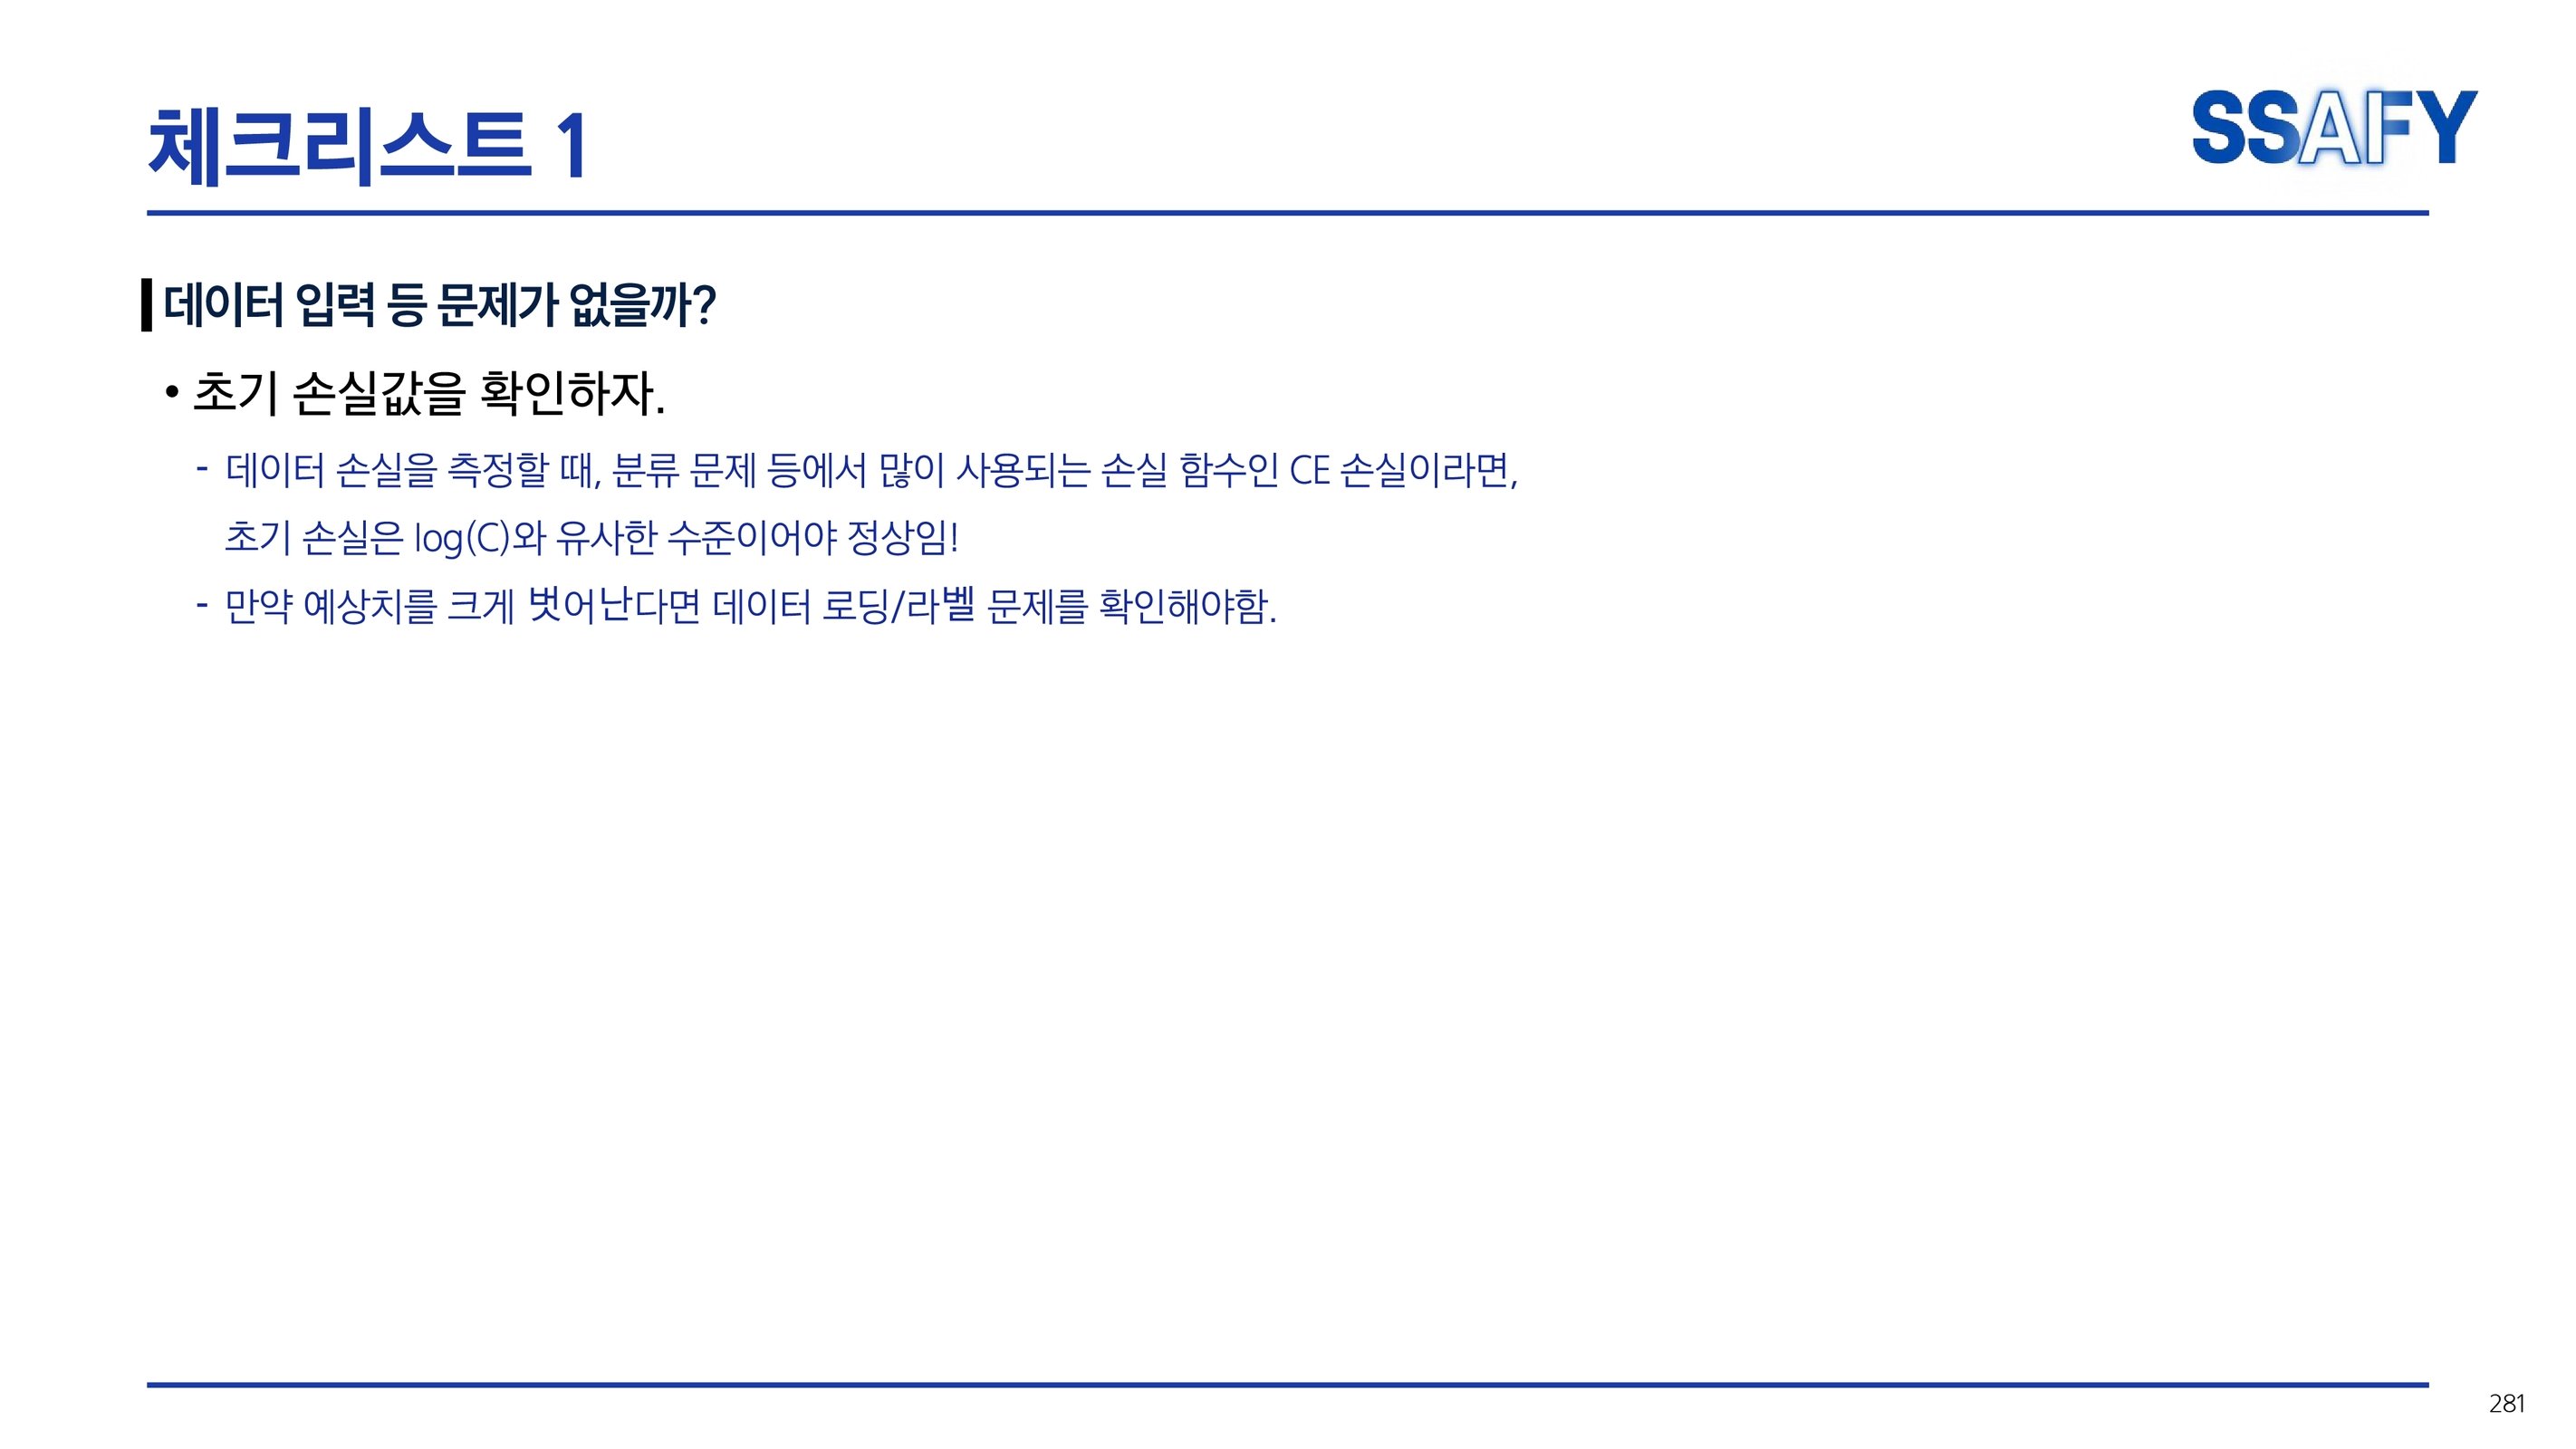 체크리스트 1
SSAFY
데이터 입력 등 문제가 없을까?
• 초기 손실값을 확인하자.
- 데이터 손실을 측정할 때, 분류 문제 등에서 많이 사용되는 손실 함수인 CE 손실이라면,
초기 손실은 log(C)와 유사한 수준이어야 정상임!
- 만약 예상치를 크게 벗어난다면 데이터 로딩/라벨 문제를 확인해야함.
281